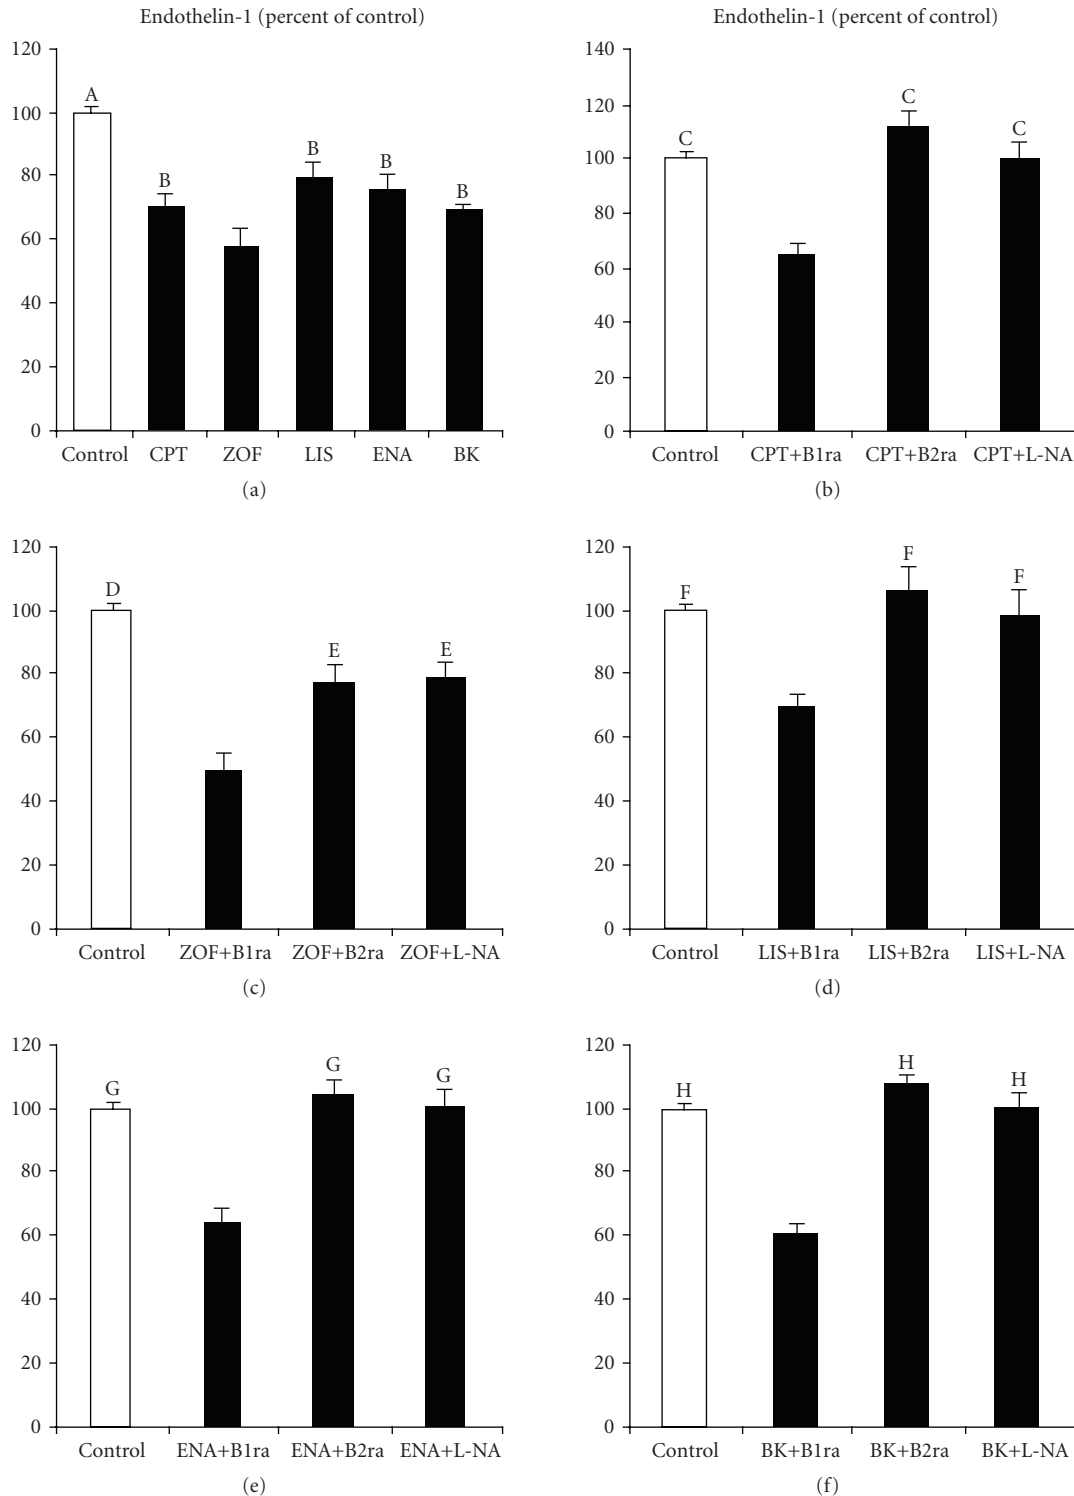 Endothelin-1 (percent of control)
120
100
80
60
40
20
0
A
B
B
B
B
Control CPT ZOF LIS ENA BK
(a)
Endothelin-1 (percent of control)
140
120
100
80
60
40
20
0
C
C
C
Control CPT+B1ra CPT+B2ra CPT+L-NA
(b)
120
100
80
60
40
20
0
D
E
E
Control ZOF+B1ra ZOF+B2ra ZOF+L-NA
(c)
120
100
80
60
40
20
0
F
F
F
Control LIS+B1ra LIS+B2ra LIS+L-NA
(d)
120
100
80
60
40
20
0
G
G
G
Control ENA+B1ra ENA+B2ra ENA+L-NA
(e)
120
100
80
60
40
20
0
H
H
H
Control BK+B1ra BK+B2ra BK+L-NA
(f)